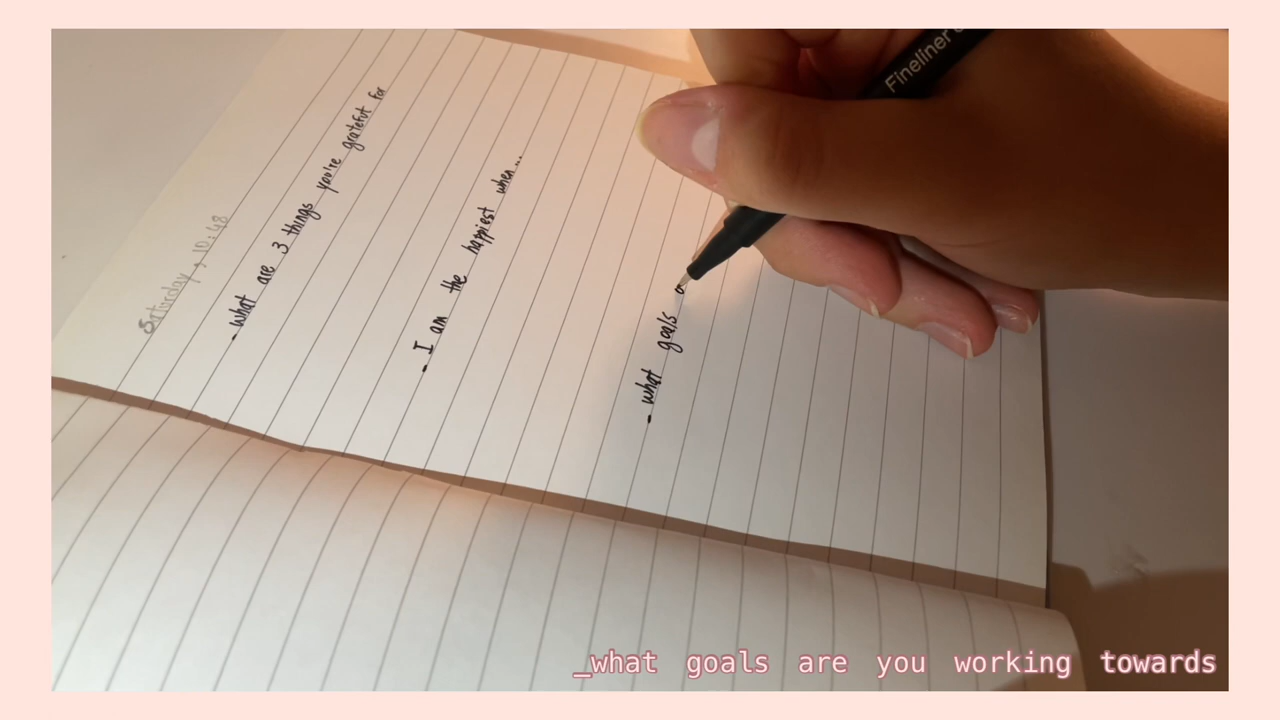 Saturday, 10:48
- what are 3 things you're grateful for
- I am the happiest when...
- what goals a
Fineliner
_what goals are you working towards